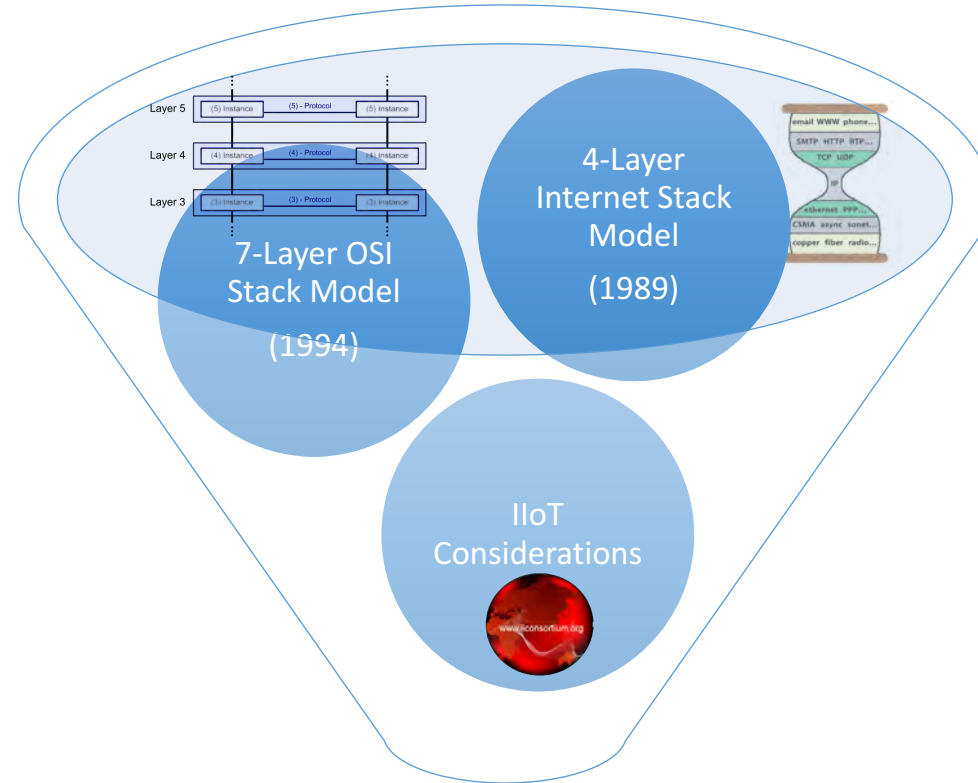 Layer 5
(5) Instance
(5) - Protocol
(5) Instance
Layer 4
(4) Instance
(4) - Protocol
(4) Instance
Layer 3
(3) Instance
(3) - Protocol
(3) Instance
7-Layer OSI
Stack Model
(1994)
4-Layer
Internet Stack
Model
(1989)
email WWW phone...
SMTP HTTP RTP...
TCP UDP
IP
ethernet PPP...
CSMA async sonet...
copper fiber radio...
IIoT
Considerations
www.iiconsortium.org